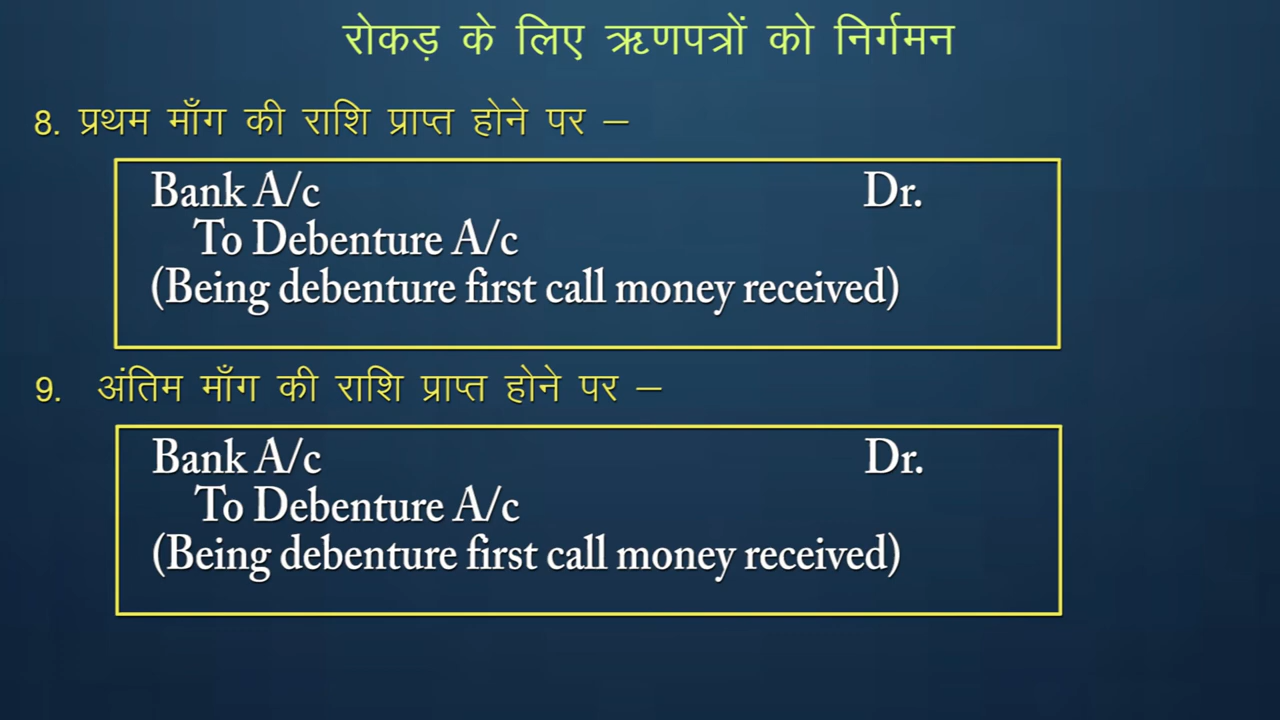 रोकड़ के लिए ऋणपत्रों को निर्गमन
8. प्रथम माँग की राशि प्राप्त होने पर –
Bank A/c Dr.
To Debenture A/c
(Being debenture first call money received)
9. अंतिम माँग की राशि प्राप्त होने पर –
Bank A/c Dr.
To Debenture A/c
(Being debenture first call money received)